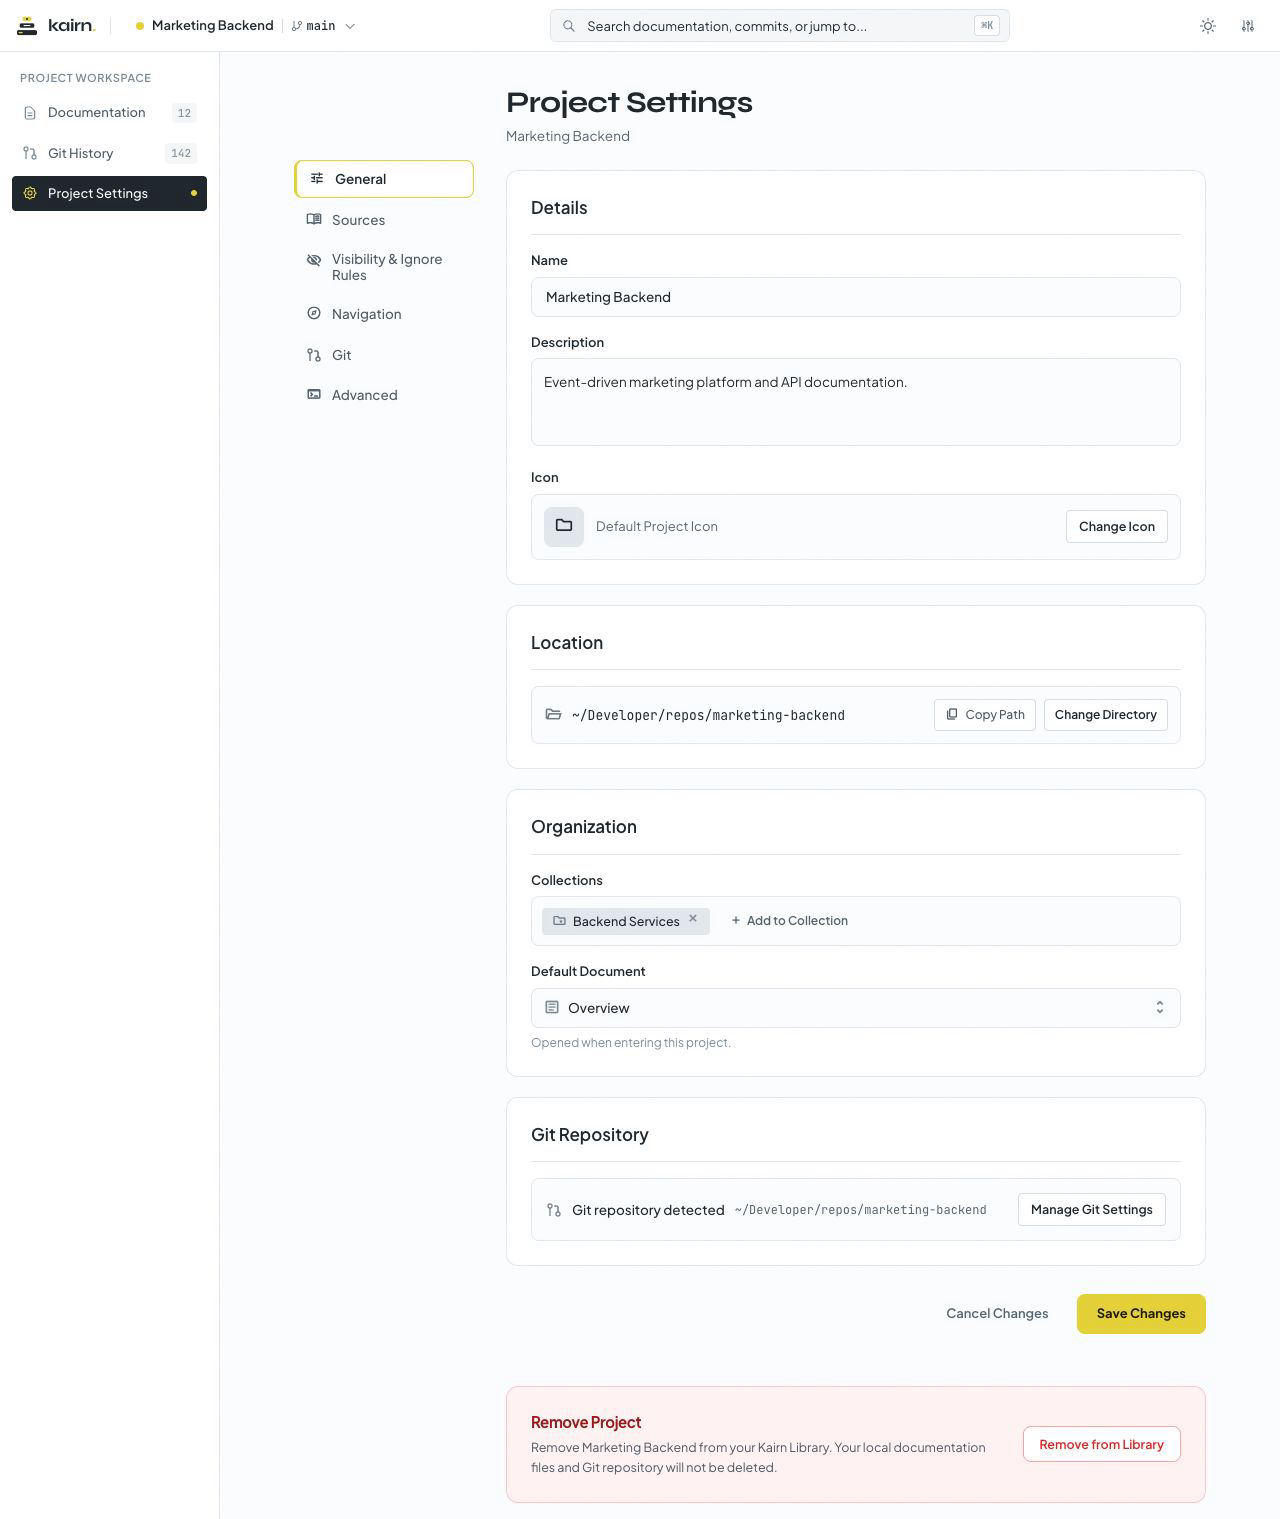 kairn.
Marketing Backend
main
Search documentation, commits, or jump to...
⌘K
PROJECT WORKSPACE
Documentation
12
Git History
142
Project Settings
Project Settings
Marketing Backend
General
Sources
Visibility & Ignore
Rules
Navigation
Git
Advanced
Details
Name
Marketing Backend
Description
Event-driven marketing platform and API documentation.
Icon
Default Project Icon
Change Icon
Location
~/Developer/repos/marketing-backend
Copy Path
Change Directory
Organization
Collections
Backend Services
+ Add to Collection
Default Document
Overview
Opened when entering this project.
Git Repository
Git repository detected
~/Developer/repos/marketing-backend
Manage Git Settings
Cancel Changes
Save Changes
Remove Project
Remove Marketing Backend from your Kairn Library. Your local documentation
files and Git repository will not be deleted.
Remove from Library